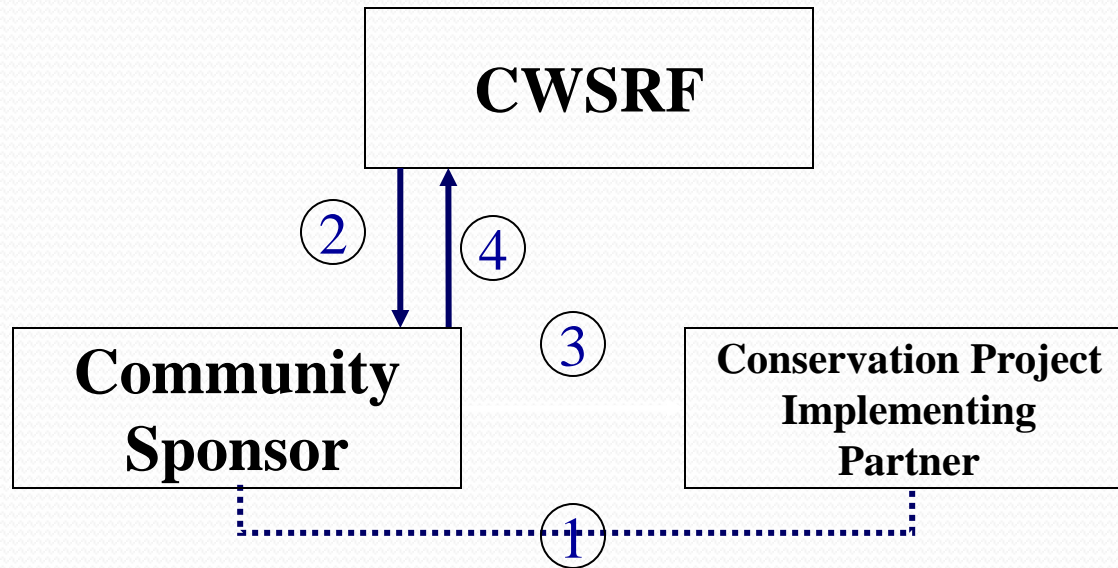 CWSRF
2
4
3
Community
Sponsor
Conservation Project
Implementing
Partner
1